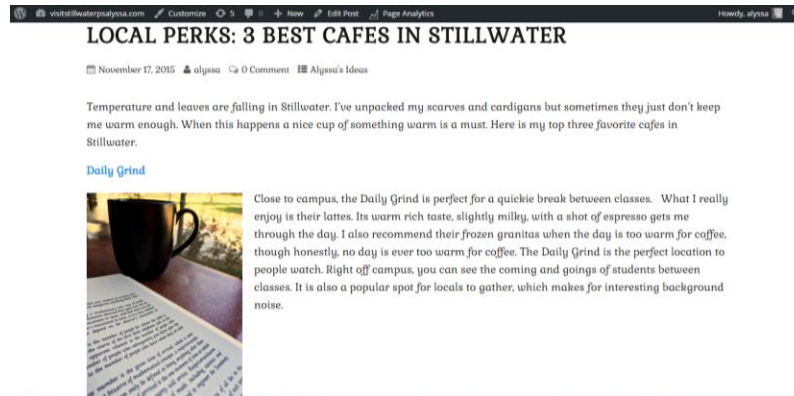 visitstillwaterpsalyssa.com Customize 5 0 + New Edit Post Page Analytics Howdy, alyssa
LOCAL PERKS: 3 BEST CAFES IN STILLWATER
November 17, 2015 alyssa 0 Comment Alyssa's Ideas
Temperature and leaves are falling in Stillwater. I've unpacked my scarves and cardigans but sometimes they just don't keep
me warm enough. When this happens a nice cup of something warm is a must. Here is my top three favorite cafes in
Stillwater.
Daily Grind
Close to campus, the Daily Grind is perfect for a quickie break between classes. What I really
enjoy is their lattes. Its warm rich taste, slightly milky, with a shot of espresso gets me
through the day. I also recommend their frozen granitas when the day is too warm for coffee,
though honestly, no day is ever too warm for coffee. The Daily Grind is the perfect location to
people watch. Right off campus, you can see the coming and goings of students between
classes. It is also a popular spot for locals to gather, which makes for interesting background
noise.